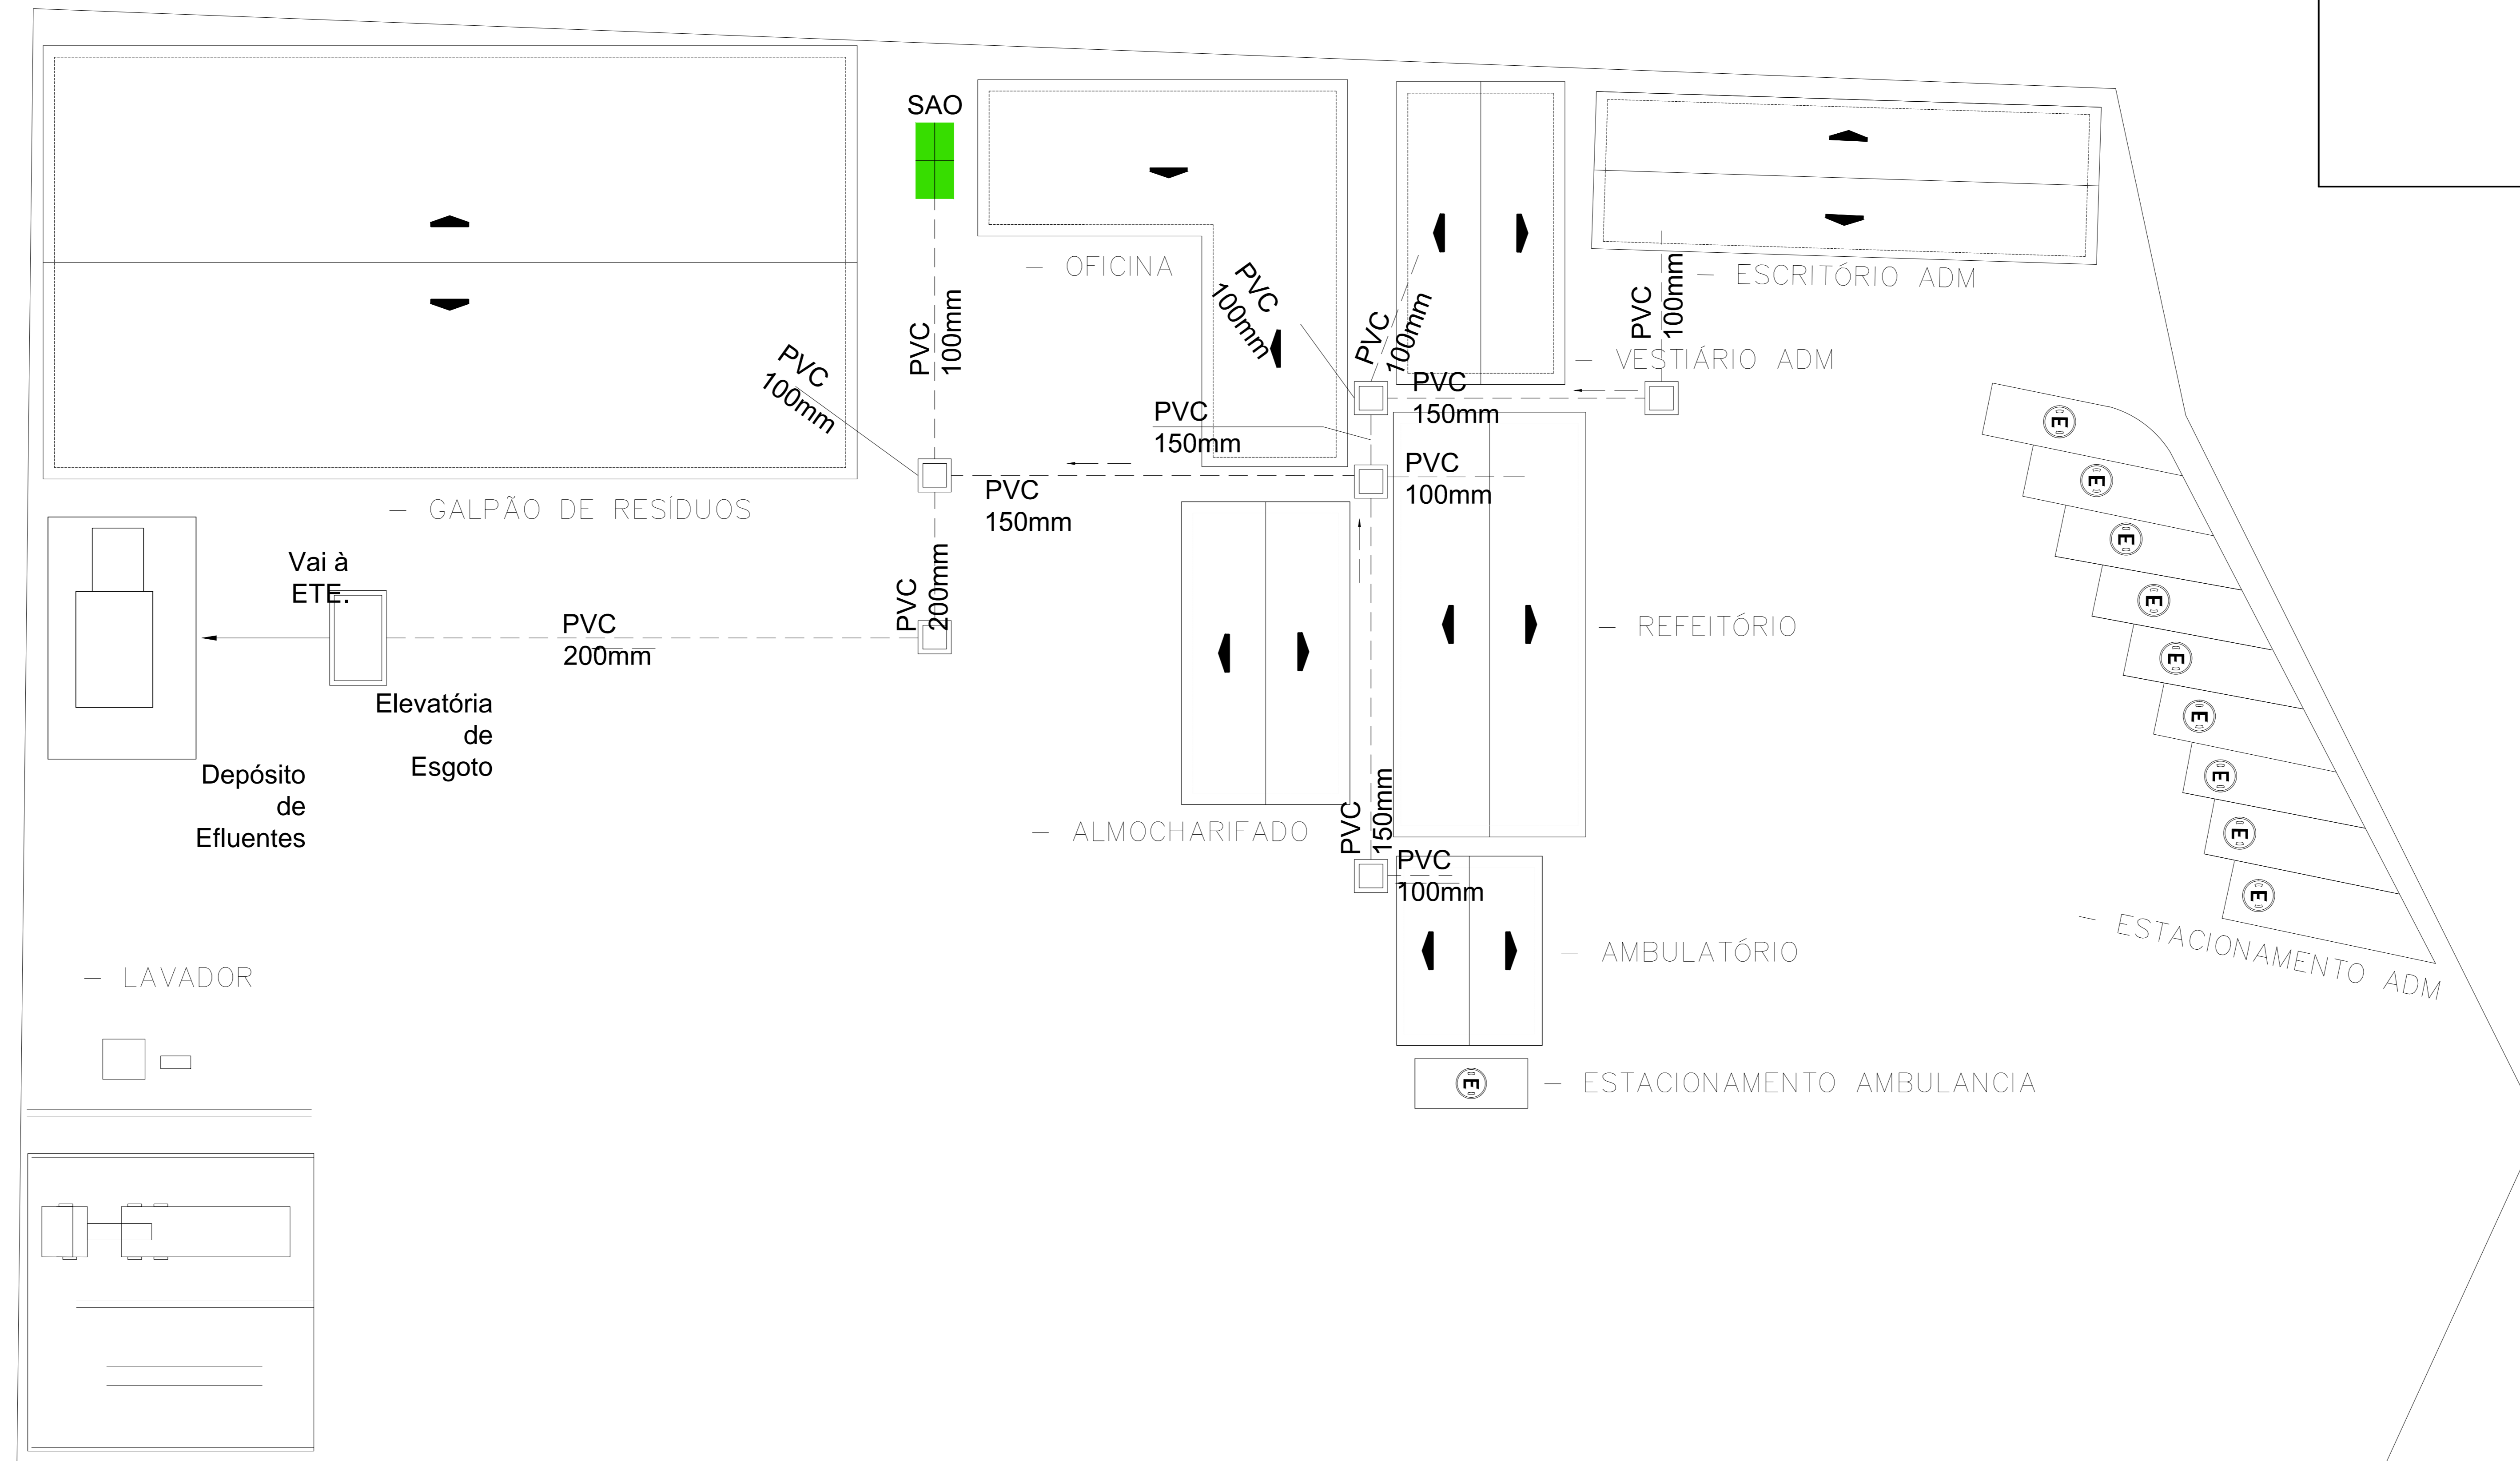 SAO
— OFICINA
— ESCRITÓRIO ADM
PVC
100mm
PVC
100mm
PVC
100mm
PVC
100mm
— VESTIÁRIO ADM
PVC
100mm
PVC
150mm
PVC
150mm
PVC
150mm
PVC
100mm
— GALPÃO DE RESÍDUOS
Vai à
ETE.
PVC
200mm
PVC
200mm
— REFEITÓRIO
Elevatória
de
Esgoto
Depósito
de
Efluentes
— ALMOCHARIFADO
PVC
150mm
PVC
100mm
E
E
E
E
E
E
E
E
E
— ESTACIONAMENTO ADM
— AMBULATÓRIO
— LAVADOR
E
— ESTACIONAMENTO AMBULANCIA